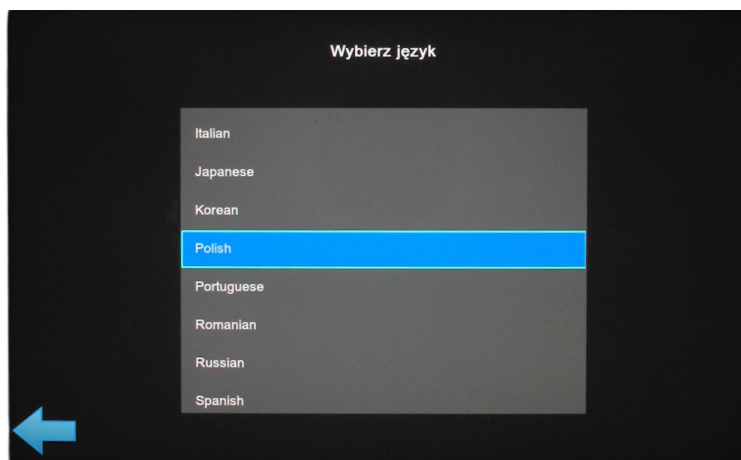 Wybierz język
Italian
Japanese
Korean
Polish
Portuguese
Romanian
Russian
Spanish